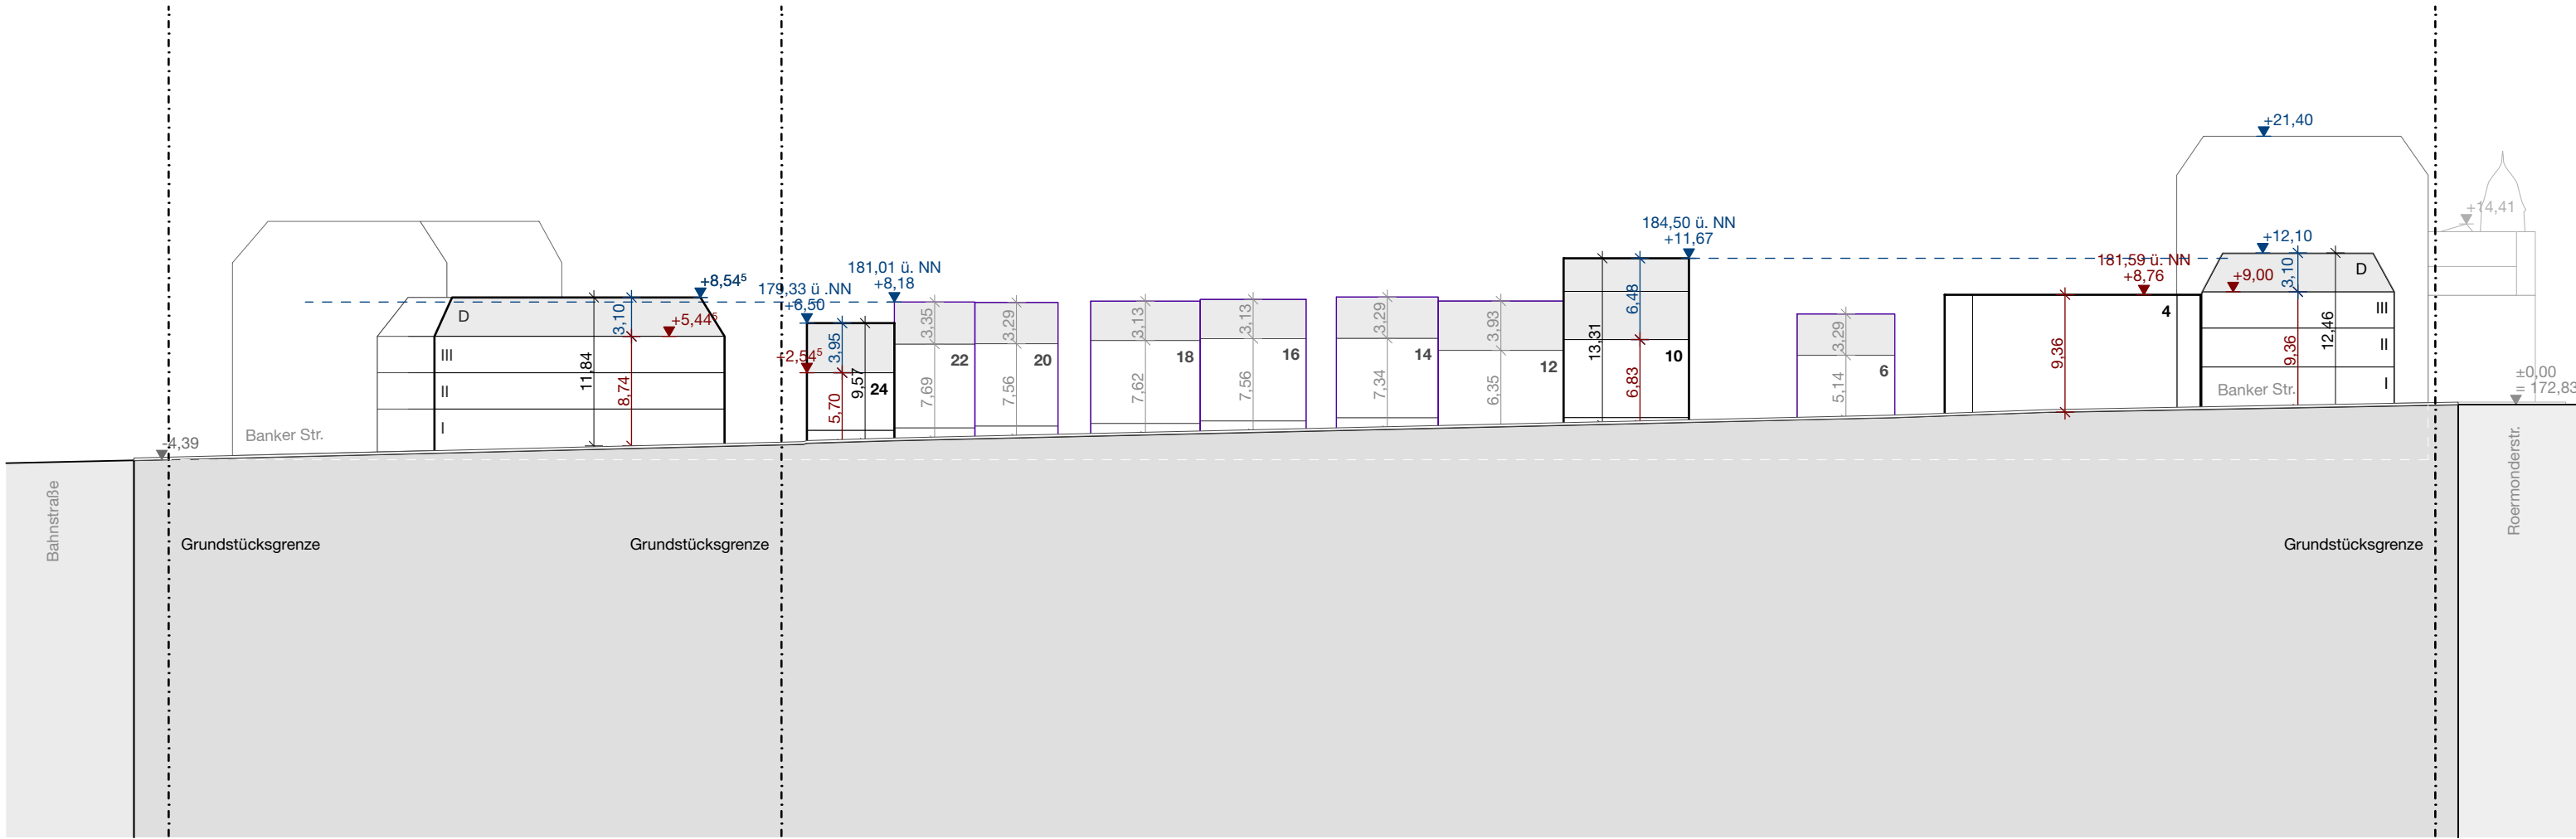 +21,40
+14,41
184,50 ü. NN
+11,67
+12,10
181,59 ü. NN
+8,76
+9,00
3,10
D
181,01 ü. NN
+8,18
+8,54⁵
179,33 ü .NN
+6,50
D
3,10
+5,44⁵
III
II
I
11,84
8,74
+2,54⁵
3,95
5,70
9,57
24
3,35
7,69
22
3,29
7,56
20
3,13
7,62
18
3,13
7,56
16
3,29
7,34
14
3,93
6,35
12
13,31
6,48
6,83
10
3,29
5,14
6
9,36
4
9,36
12,46
III
II
I
Banker Str.
±0,00
= 172,83
Banker Str.
-4,39
Bahnstraße
Roermonderstr.
Grundstücksgrenze
Grundstücksgrenze
Grundstücksgrenze